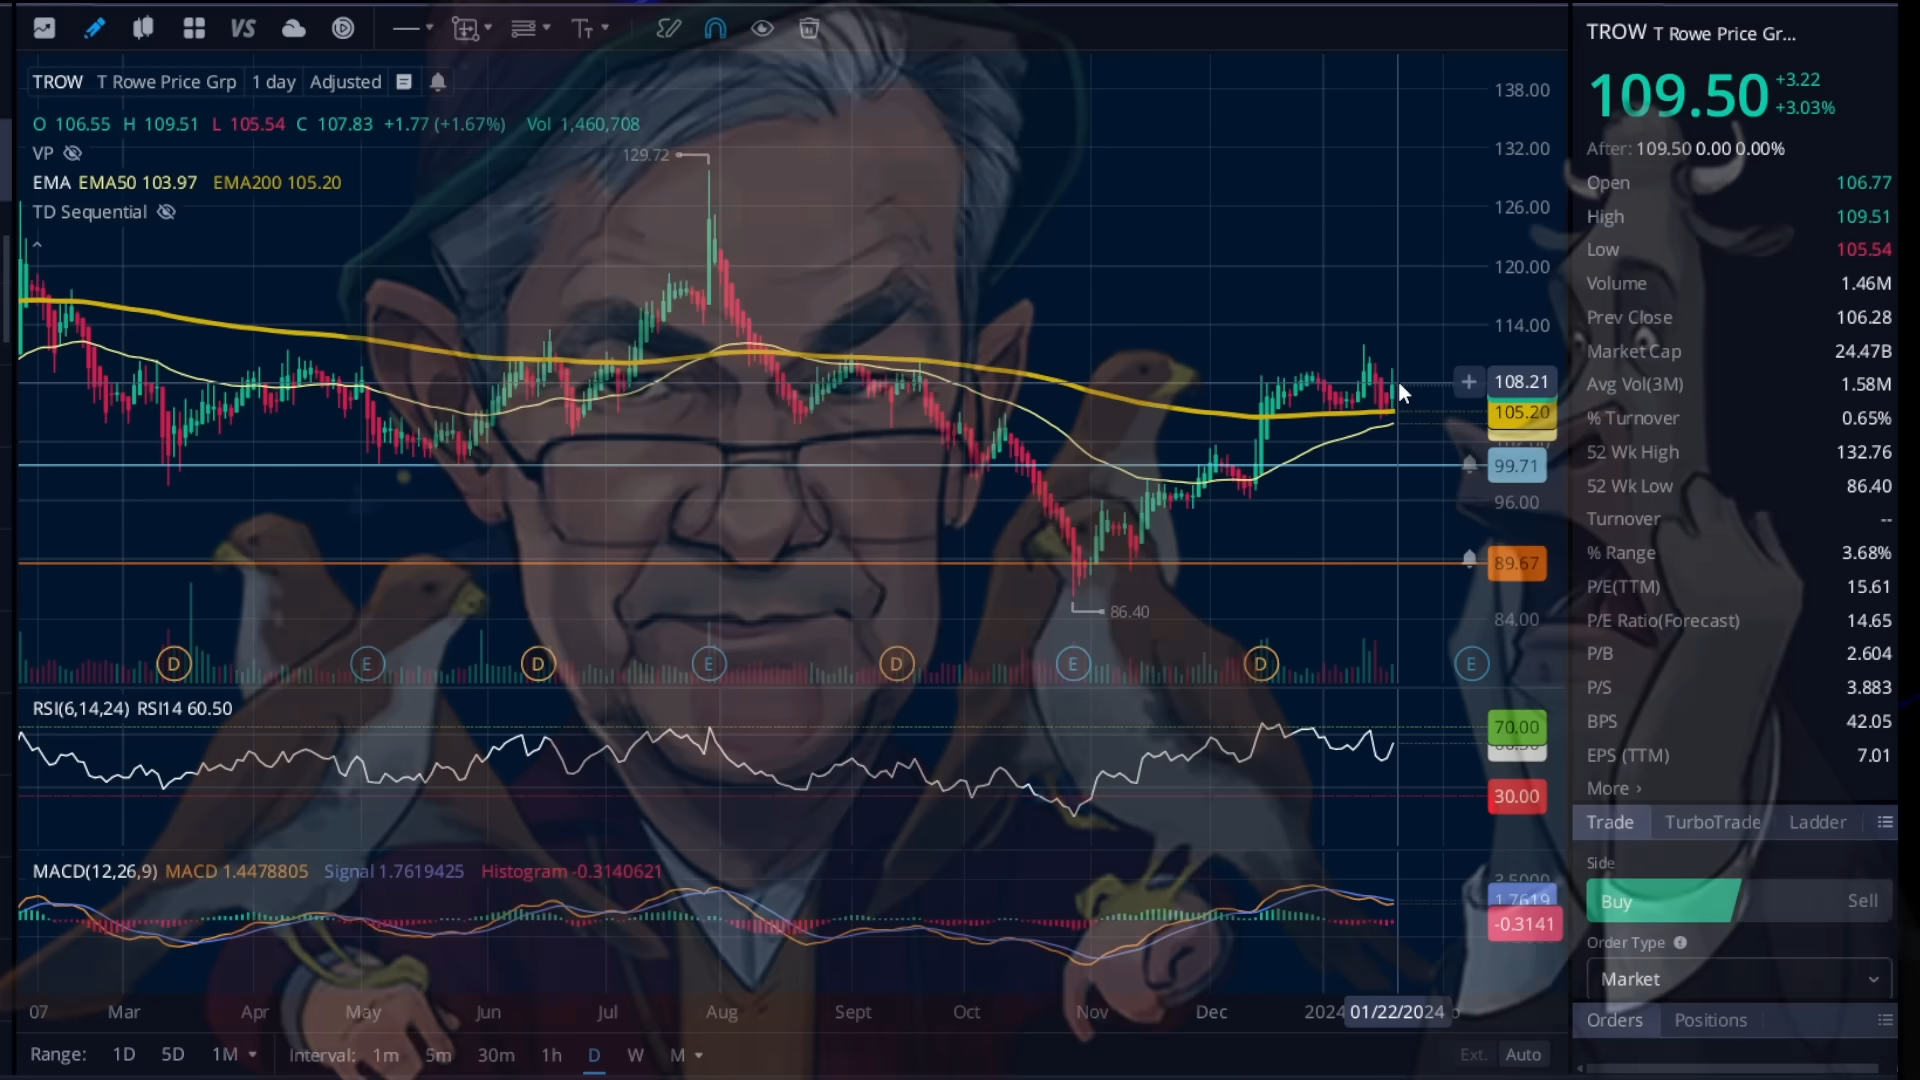 VS
TT
TROW T Rowe Price Grp 1 day Adjusted
O 106.55 H 109.51 L 105.54 C 107.83 +1.77 (+1.67%) Vol 1,460,708
VP
EMA EMA50 103.97 EMA200 105.20
TD Sequential
129.72
86.40
138.00
132.00
126.00
120.00
114.00
108.21
105.20
99.71
96.00
89.67
84.00
D E D E D E D E
RSI(6,14,24) RSI14 60.50
70.00
30.00
MACD(12,26,9) MACD 1.4478805 Signal 1.7619425 Histogram -0.3140621
3.5000
1.7619
-0.3141
07 Mar Apr May Jun Jul Aug Sept Oct Nov Dec 2024 01/22/2024
Range: 1D 5D 1M Interval: 1m 5m 30m 1h D W M Ext. Auto
TROW T Rowe Price Gr...
109.50 +3.22
+3.03%
After: 109.50 0.00 0.00%
Open 106.77
High 109.51
Low 105.54
Volume 1.46M
Prev Close 106.28
Market Cap 24.47B
Avg Vol(3M) 1.58M
% Turnover 0.65%
52 Wk High 132.76
52 Wk Low 86.40
Turnover --
% Range 3.68%
P/E(TTM) 15.61
P/E Ratio(Forecast) 14.65
P/B 2.604
P/S 3.883
BPS 42.05
EPS (TTM) 7.01
More ›
Trade TurboTrade Ladder
Side
Buy Sell
Order Type
Market
Orders Positions